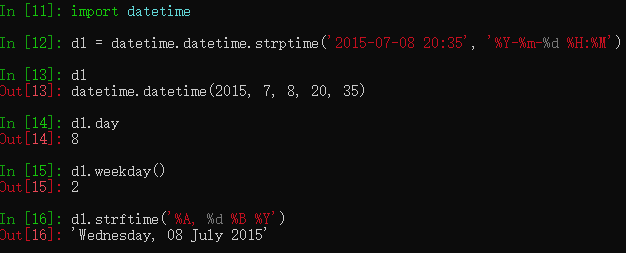 In [11]: import datetime
In [12]: d1 = datetime.datetime.strptime('2015-07-08 20:35', '%Y-%m-%d %H:%M')
In [13]: d1
Out[13]: datetime.datetime(2015, 7, 8, 20, 35)
In [14]: d1.day
Out[14]: 8
In [15]: d1.weekday()
Out[15]: 2
In [16]: d1.strftime('%A, %d %B %Y')
Out[16]: 'Wednesday, 08 July 2015'